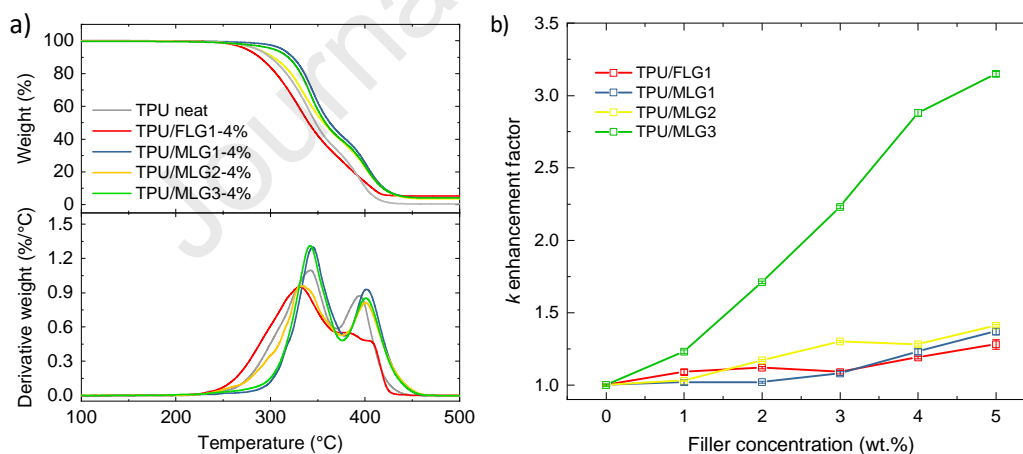 a)
Journa
Weight (%)
100
80
60
40
20
0
TPU neat
TPU/FLG1-4%
TPU/MLG1-4%
TPU/MLG2-4%
TPU/MLG3-4%
Derivative weight (%/°C)
1.5
1.2
0.9
0.6
0.3
0.0
100 200 300 400 500
Temperature (°C)
b)
k enhancement factor
3.5
3.0
2.5
2.0
1.5
1.0
TPU/FLG1
TPU/MLG1
TPU/MLG2
TPU/MLG3
0 1 2 3 4 5
Filler concentration (wt.%)